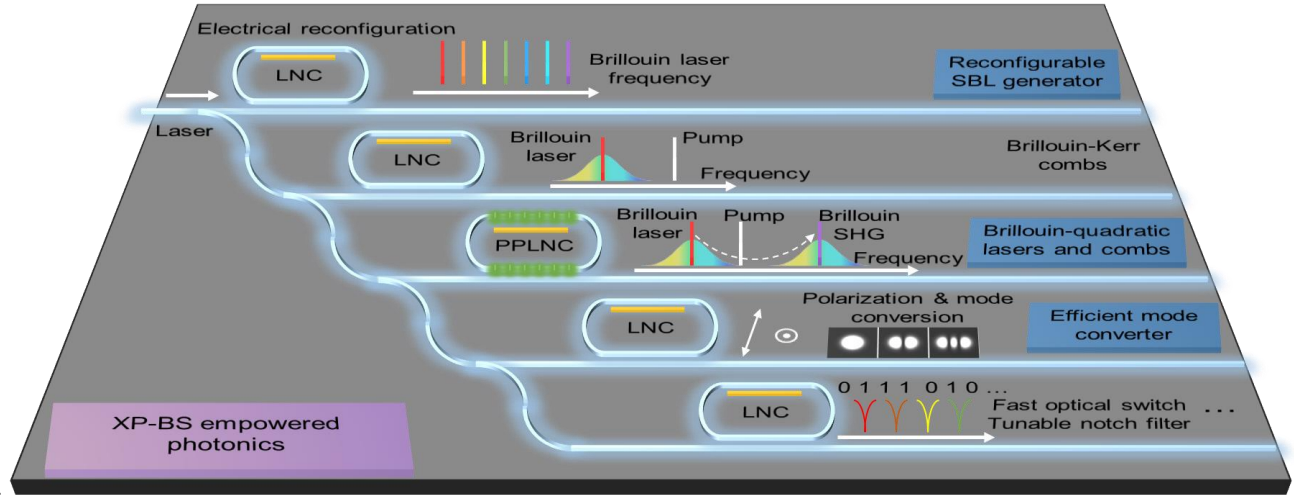 Electrical reconfiguration
LNC
Brillouin laser
frequency
Reconfigurable
SBL generator
Laser
LNC
Brillouin
laser
Pump
Frequency
Brillouin-Kerr
combs
PPLNC
Brillouin
laser
Pump
Brillouin
SHG
Frequency
Brillouin-quadratic
lasers and combs
LNC
Polarization & mode
conversion
Efficient mode
converter
LNC
0 1 1 1 0 1 0 ...
Fast optical switch
Tunable notch filter
...
XP-BS empowered
photonics